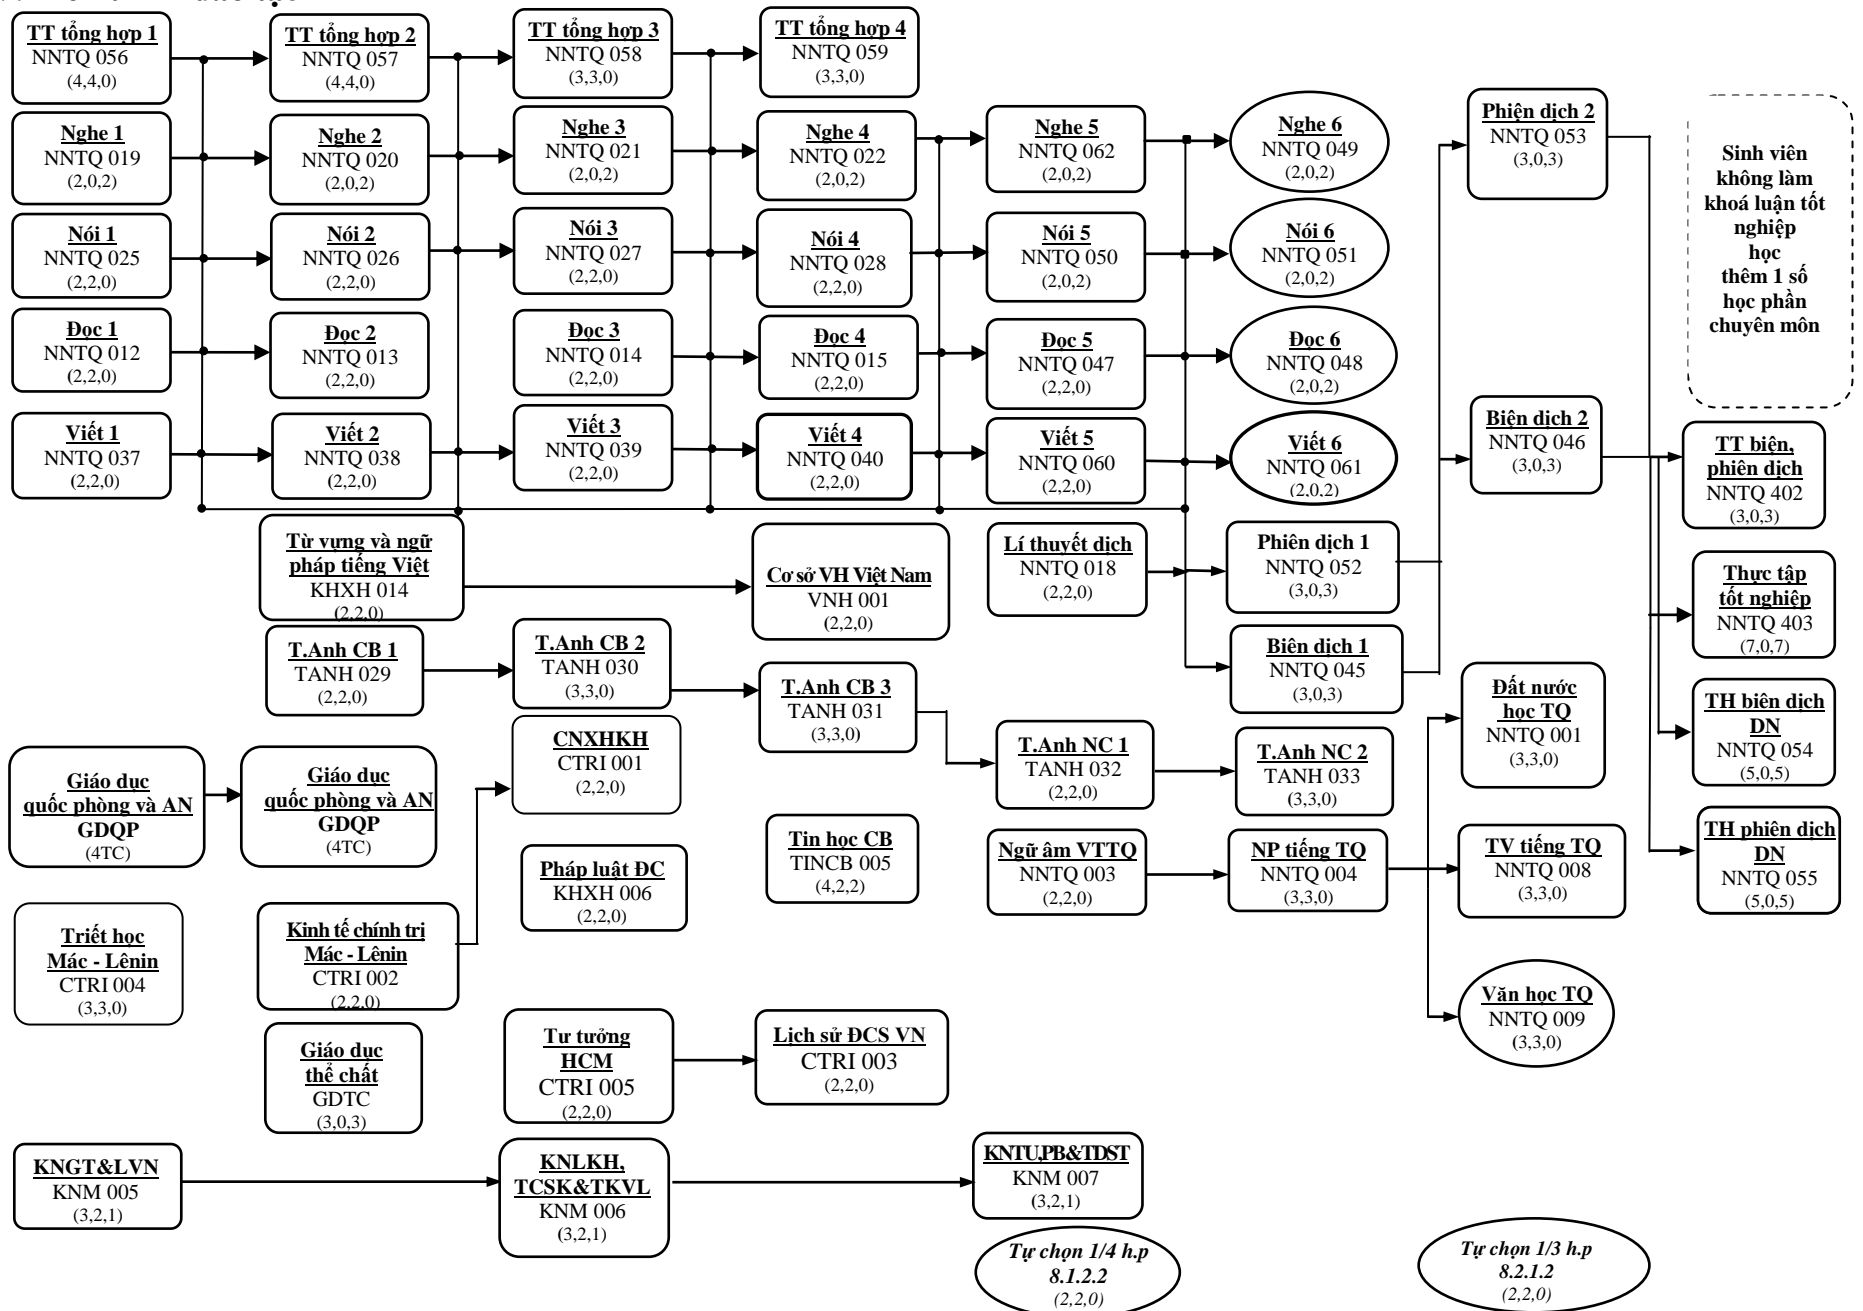 TT tổng hợp 1
NNTQ 056
(4,4,0)
TT tổng hợp 2
NNTQ 057
(4,4,0)
TT tổng hợp 3
NNTQ 058
(3,3,0)
TT tổng hợp 4
NNTQ 059
(3,3,0)
Nghe 1
NNTQ 019
(2,0,2)
Nghe 2
NNTQ 020
(2,0,2)
Nghe 3
NNTQ 021
(2,0,2)
Nghe 4
NNTQ 022
(2,0,2)
Nghe 5
NNTQ 062
(2,0,2)
Nghe 6
NNTQ 049
(2,0,2)
Phiện dịch 2
NNTQ 053
(3,0,3)
Sinh viên
không làm
khoá luận tốt
nghiệp
học
thêm 1 số
học phần
chuyên môn
Nói 1
NNTQ 025
(2,2,0)
Nói 2
NNTQ 026
(2,2,0)
Nói 3
NNTQ 027
(2,2,0)
Nói 4
NNTQ 028
(2,2,0)
Nói 5
NNTQ 050
(2,0,2)
Nói 6
NNTQ 051
(2,0,2)
Đọc 1
NNTQ 012
(2,2,0)
Đọc 2
NNTQ 013
(2,2,0)
Đọc 3
NNTQ 014
(2,2,0)
Đọc 4
NNTQ 015
(2,2,0)
Đọc 5
NNTQ 047
(2,2,0)
Đọc 6
NNTQ 048
(2,0,2)
Viết 1
NNTQ 037
(2,2,0)
Viết 2
NNTQ 038
(2,2,0)
Viết 3
NNTQ 039
(2,2,0)
Viết 4
NNTQ 040
(2,2,0)
Viết 5
NNTQ 060
(2,2,0)
Viết 6
NNTQ 061
(2,0,2)
Biện dịch 2
NNTQ 046
(3,0,3)
TT biện,
phiên dịch
NNTQ 402
(3,0,3)
Từ vựng và ngữ
pháp tiếng Việt
KHXH 014
(2,2,0)
Cơ sở VH Việt Nam
VNH 001
(2,2,0)
Lí thuyết dịch
NNTQ 018
(2,2,0)
Phiên dịch 1
NNTQ 052
(3,0,3)
Thực tập
tốt nghiệp
NNTQ 403
(7,0,7)
T.Anh CB 1
TANH 029
(2,2,0)
T.Anh CB 2
TANH 030
(3,3,0)
T.Anh CB 3
TANH 031
(3,3,0)
Biên dịch 1
NNTQ 045
(3,0,3)
Đất nước
học TQ
NNTQ 001
(3,3,0)
TH biên dịch
DN
NNTQ 054
(5,0,5)
Giáo dục
quốc phòng và AN
GDQP
(4TC)
Giáo dục
quốc phòng và AN
GDQP
(4TC)
CNXHKH
CTRI 001
(2,2,0)
T.Anh NC 1
TANH 032
(2,2,0)
T.Anh NC 2
TANH 033
(3,3,0)
Pháp luật ĐC
KHXH 006
(2,2,0)
Tin học CB
TINCB 005
(4,2,2)
Ngữ âm VTTQ
NNTQ 003
(2,2,0)
NP tiếng TQ
NNTQ 004
(3,3,0)
TV tiếng TQ
NNTQ 008
(3,3,0)
TH phiên dịch
DN
NNTQ 055
(5,0,5)
Triết học
Mác - Lênin
CTRI 004
(3,3,0)
Kinh tế chính trị
Mác - Lênin
CTRI 002
(2,2,0)
Văn học TQ
NNTQ 009
(3,3,0)
Giáo dục
thể chất
GDTC
(3,0,3)
Tư tưởng
HCM
CTRI 005
(2,2,0)
Lịch sử ĐCS VN
CTRI 003
(2,2,0)
KNGT&LVN
KNM 005
(3,2,1)
KNLKH,
TCSK&TKVL
KNM 006
(3,2,1)
KNTU,PB&TDST
KNM 007
(3,2,1)
Tự chọn 1/4 h.p
8.1.2.2
(2,2,0)
Tự chọn 1/3 h.p
8.2.1.2
(2,2,0)